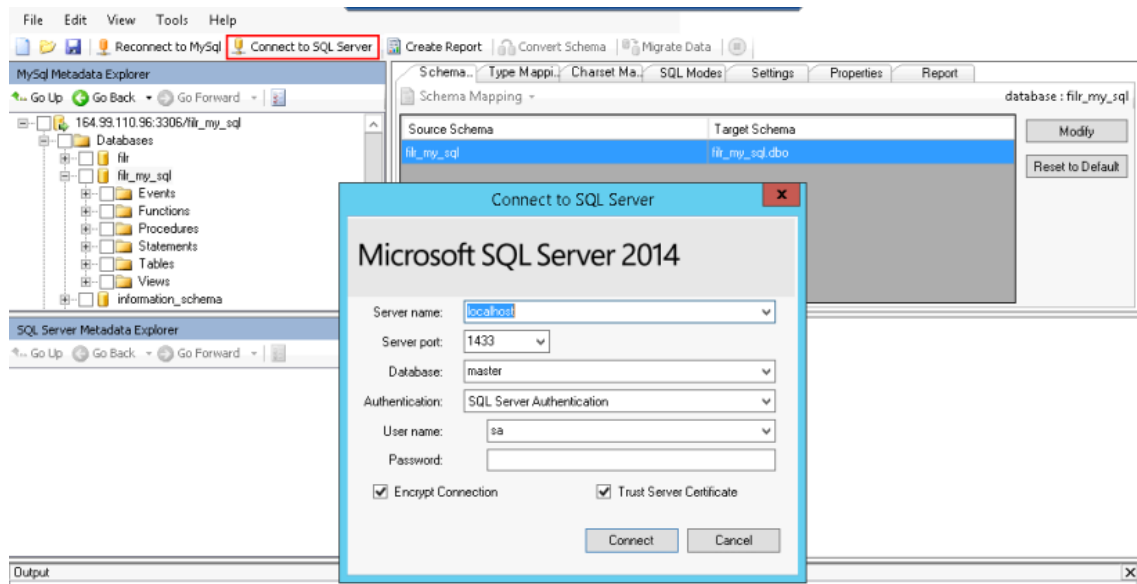 File Edit View Tools Help
Reconnect to MySql Connect to SQL Server Create Report Convert Schema Migrate Data
MySql Metadata Explorer
Go Up Go Back Go Forward
164.99.110.96:3306/filr_my_sql
Databases
filr
filr_my_sql
Events
Functions
Procedures
Statements
Tables
Views
information_schema
Schema.. Type Mappi.. Charset Ma.. SQL Modes Settings Properties Report
Schema Mapping database : filr_my_sql
Source Schema Target Schema
filr_my_sql filr_my_sql.dbo
Modify
Reset to Default
SQL Server Metadata Explorer
Go Up Go Back Go Forward
Connect to SQL Server x
Microsoft SQL Server 2014
Server name: localhost
Server port: 1433
Database: master
Authentication: SQL Server Authentication
User name: sa
Password:
Encrypt Connection Trust Server Certificate
Connect Cancel
Output